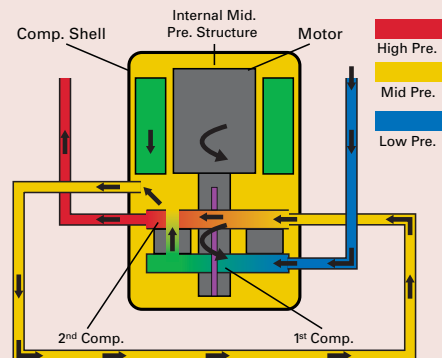 Internal Mid.
Pre. Structure
Comp. Shell
Motor
High Pre.
Mid Pre.
Low Pre.
2nd Comp.
1st Comp.